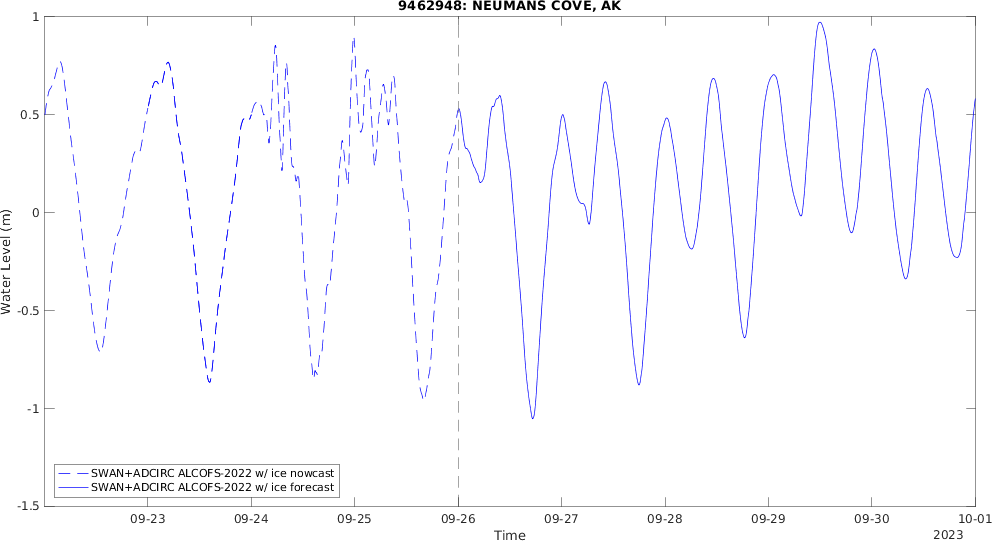 9462948: NEUMANS COVE, AK
Water Level (m)
1
0.5
0
-0.5
-1
-1.5
SWAN+ADCIRC ALCOFS-2022 w/ ice nowcast
SWAN+ADCIRC ALCOFS-2022 w/ ice forecast
09-23 09-24 09-25 09-26 09-27 09-28 09-29 09-30 10-01
Time
2023